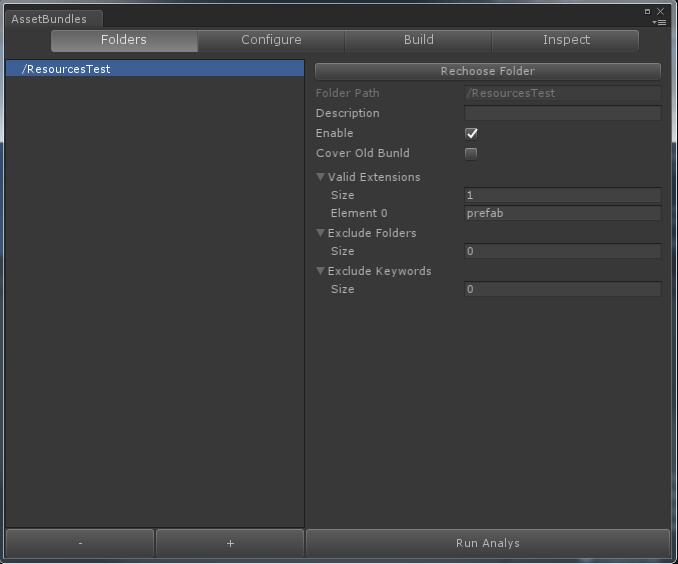 AssetBundles
Folders Configure Build Inspect
/ResourcesTest
Rechoose Folder
Folder Path /ResourcesTest
Description
Enable
Cover Old Bunld
Valid Extensions
Size 1
Element 0 prefab
Exclude Folders
Size 0
Exclude Keywords
Size 0
- + Run Analys